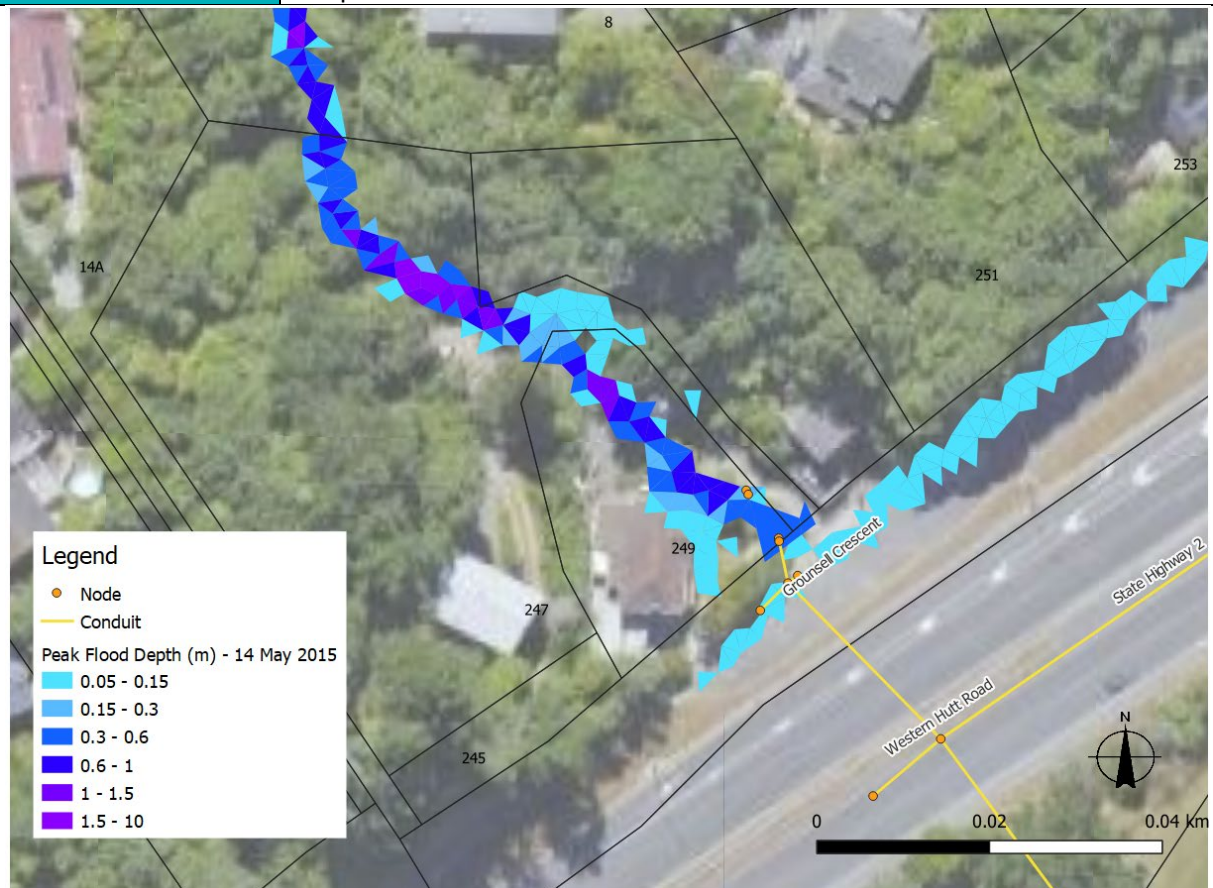 8
253
14A
251
Grounsell Crescent
249
State Highway 2
247
Western Hutt Road
245
N
0 0.02 0.04 km
Legend
Node
Conduit
Peak Flood Depth (m) - 14 May 2015
0.05 - 0.15
0.15 - 0.3
0.3 - 0.6
0.6 - 1
1 - 1.5
1.5 - 10